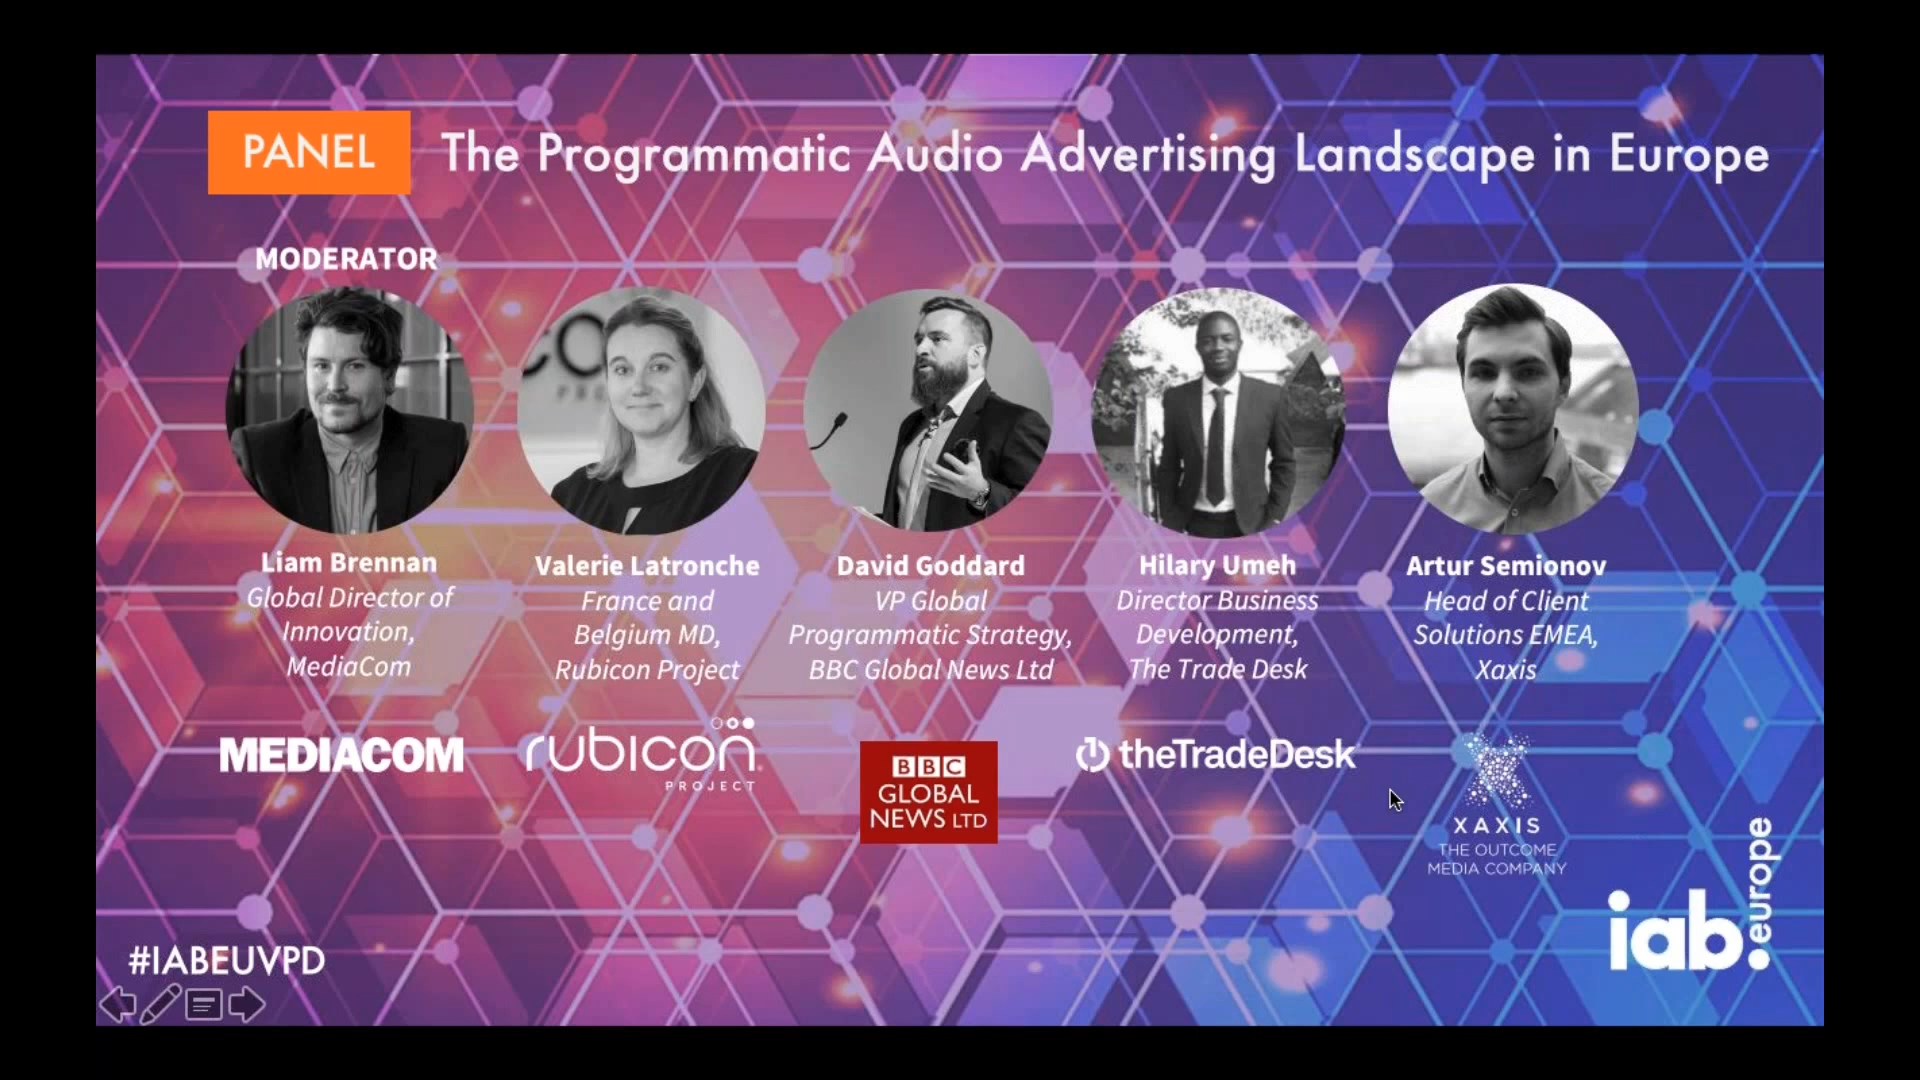 PANEL
The Programmatic Audio Advertising Landscape in Europe
MODERATOR
Liam Brennan
Global Director of
Innovation,
MediaCom
Valerie Latronche
France and
Belgium MD,
Rubicon Project
David Goddard
VP Global
Programmatic Strategy,
BBC Global News Ltd
Hilary Umeh
Director Business
Development,
The Trade Desk
Artur Semionov
Head of Client
Solutions EMEA,
Xaxis
MEDIACOM
rubicon
PROJECT
BBC
GLOBAL
NEWS LTD
theTradeDesk
XAXIS
THE OUTCOME
MEDIA COMPANY
iab.
europe
#IABEUVPD